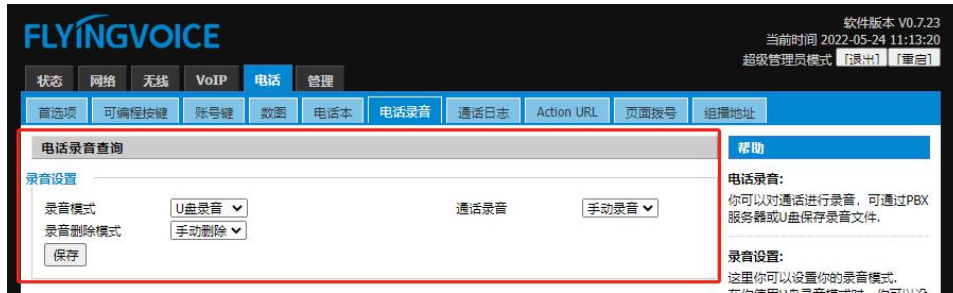 FLYINGVOICE
软件版本 V0.7.23
当前时间 2022-05-24 11:13:20
超级管理员模式 「退出」 「重启」
状态 网络 无线 VoIP 电话 管理
首选项 可编程按键 账号键 数图 电话本 电话录音 通话日志 Action URL 页面拨号 组播地址
电话录音查询
录音设置
录音模式 U盘录音 通话录音 手动录音
录音删除模式 手动删除
保存
帮助
电话录音:
你可以对通话进行录音，可通过PBX
服务器或U盘保存录音文件.
录音设置:
这里你可以设置你的录音模式.